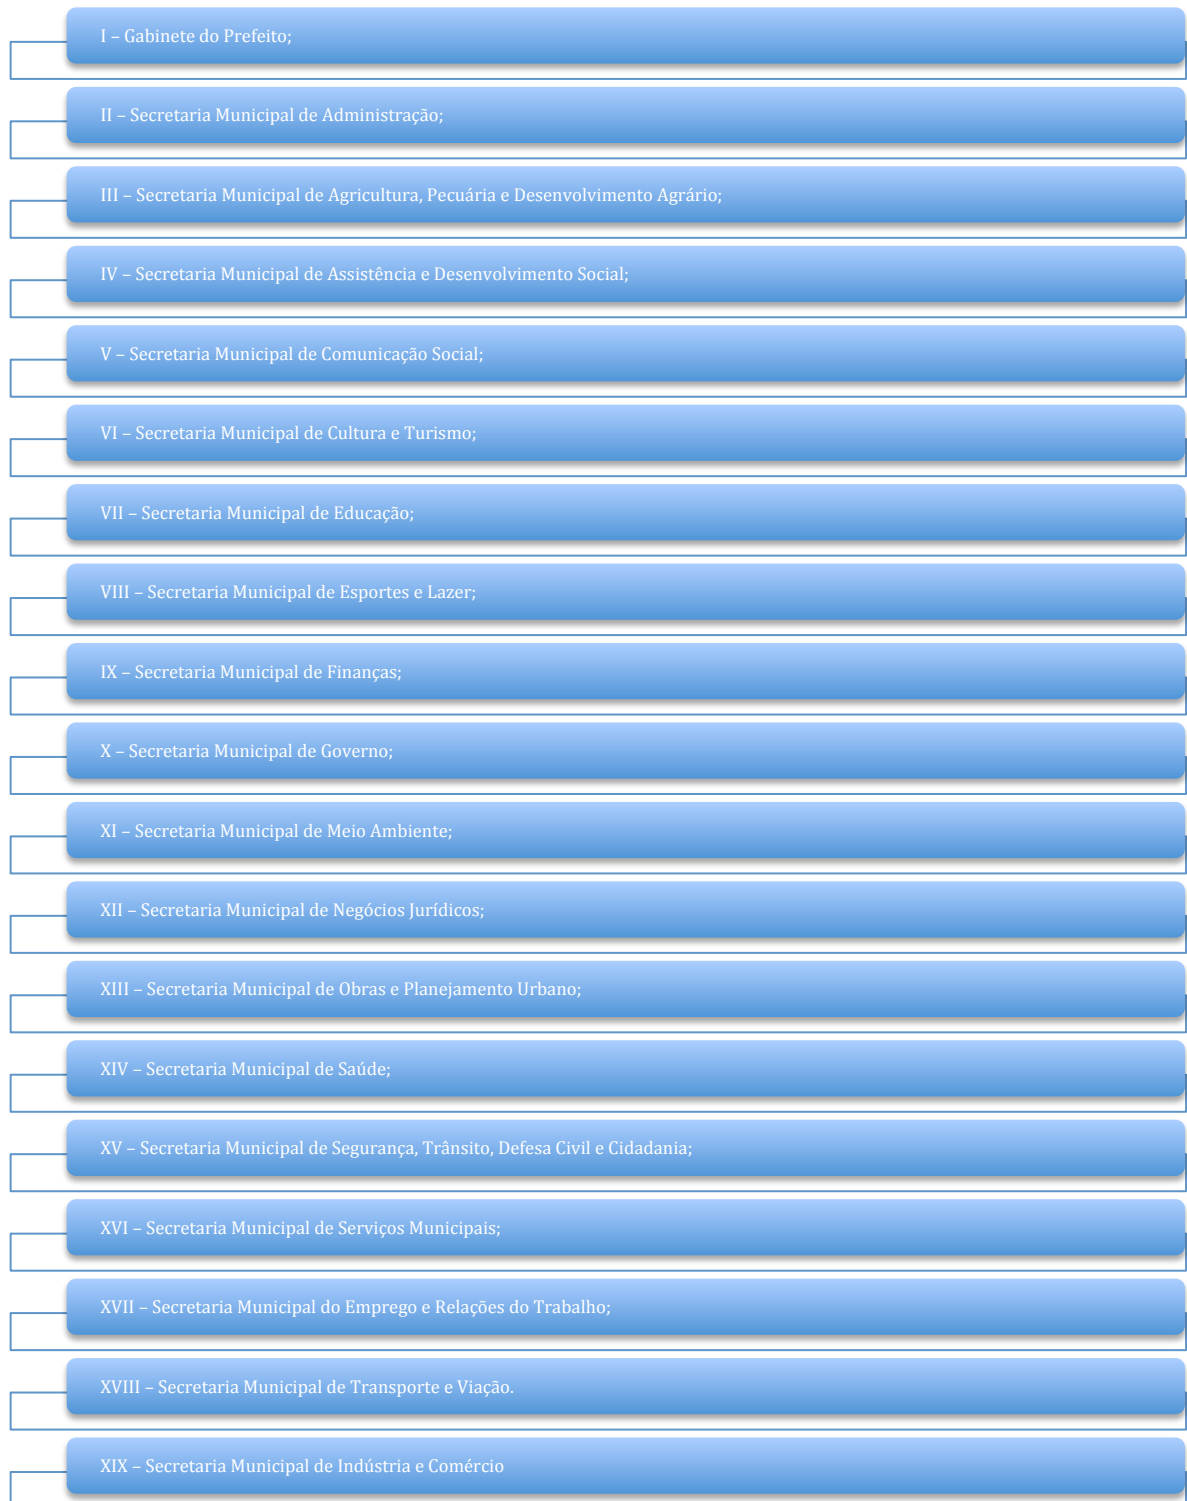 I – Gabinete do Prefeito;
II – Secretaria Municipal de Administração;
III – Secretaria Municipal de Agricultura, Pecuária e Desenvolvimento Agrário;
IV – Secretaria Municipal de Assistência e Desenvolvimento Social;
V – Secretaria Municipal de Comunicação Social;
VI – Secretaria Municipal de Cultura e Turismo;
VII – Secretaria Municipal de Educação;
VIII – Secretaria Municipal de Esportes e Lazer;
IX – Secretaria Municipal de Finanças;
X – Secretaria Municipal de Governo;
XI – Secretaria Municipal de Meio Ambiente;
XII – Secretaria Municipal de Negócios Jurídicos;
XIII – Secretaria Municipal de Obras e Planejamento Urbano;
XIV – Secretaria Municipal de Saúde;
XV – Secretaria Municipal de Segurança, Trânsito, Defesa Civil e Cidadania;
XVI – Secretaria Municipal de Serviços Municipais;
XVII – Secretaria Municipal do Emprego e Relações do Trabalho;
XVIII – Secretaria Municipal de Transporte e Viação.
XIX – Secretaria Municipal de Indústria e Comércio